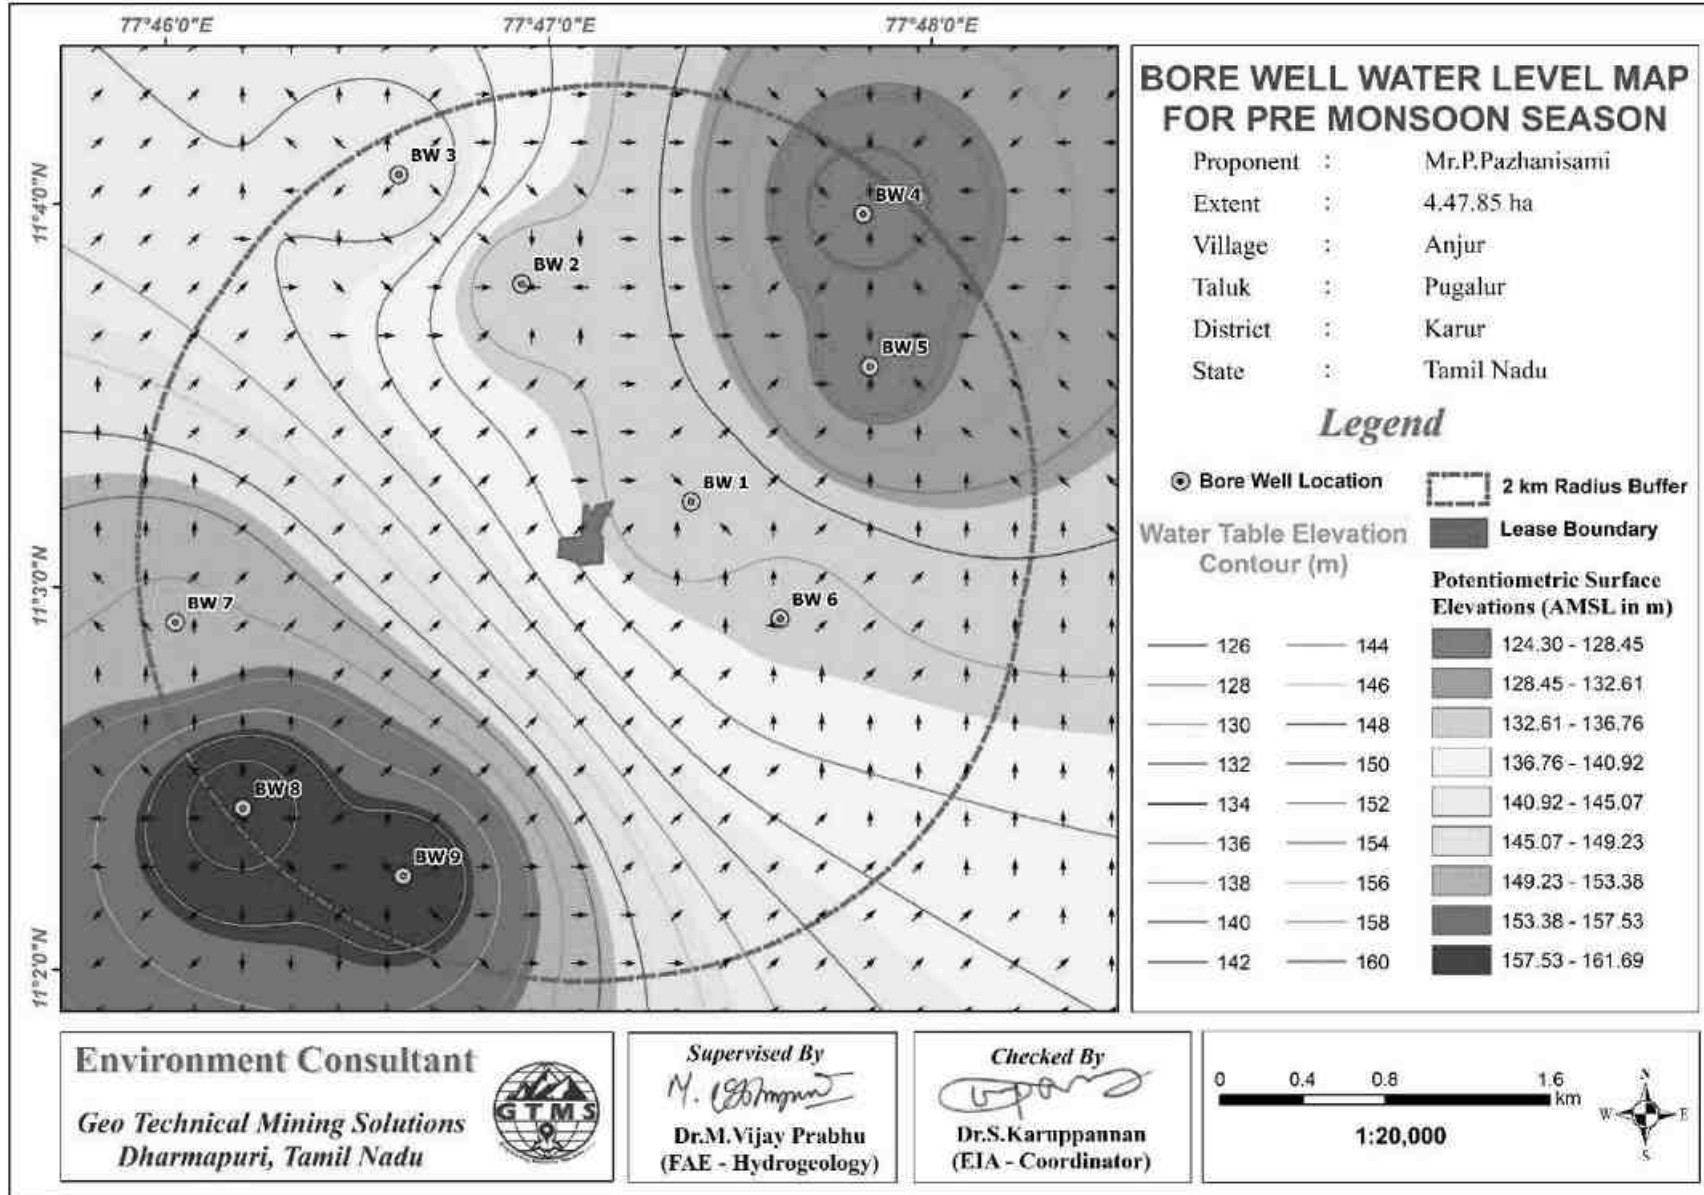 77°46'0"E
77°47'0"E
77°48'0"E
11°4'0"N
11°3'0"N
11°2'0"N
BW 3
BW 4
BW 2
BW 5
BW 1
BW 6
BW 7
BW 8
BW 9
BORE WELL WATER LEVEL MAP
FOR PRE MONSOON SEASON
Proponent : Mr.P.Pazhanisami
Extent : 4.47.85 ha
Village : Anjur
Taluk : Pugalur
District : Karur
State : Tamil Nadu
Legend
Bore Well Location
2 km Radius Buffer
Lease Boundary
Water Table Elevation
Contour (m)
126 144
128 146
130 148
132 150
134 152
136 154
138 156
140 158
142 160
Potentiometric Surface
Elevations (AMSL in m)
124.30 - 128.45
128.45 - 132.61
132.61 - 136.76
136.76 - 140.92
140.92 - 145.07
145.07 - 149.23
149.23 - 153.38
153.38 - 157.53
157.53 - 161.69
Environment Consultant
Geo Technical Mining Solutions
Dharmapuri, Tamil Nadu
GTMS
Supervised By
Dr.M.Vijay Prabhu
(FAE - Hydrogeology)
Checked By
Dr.S.Karuppannan
(EIA - Coordinator)
0 0.4 0.8 1.6
km
1:20,000
N
W E
S